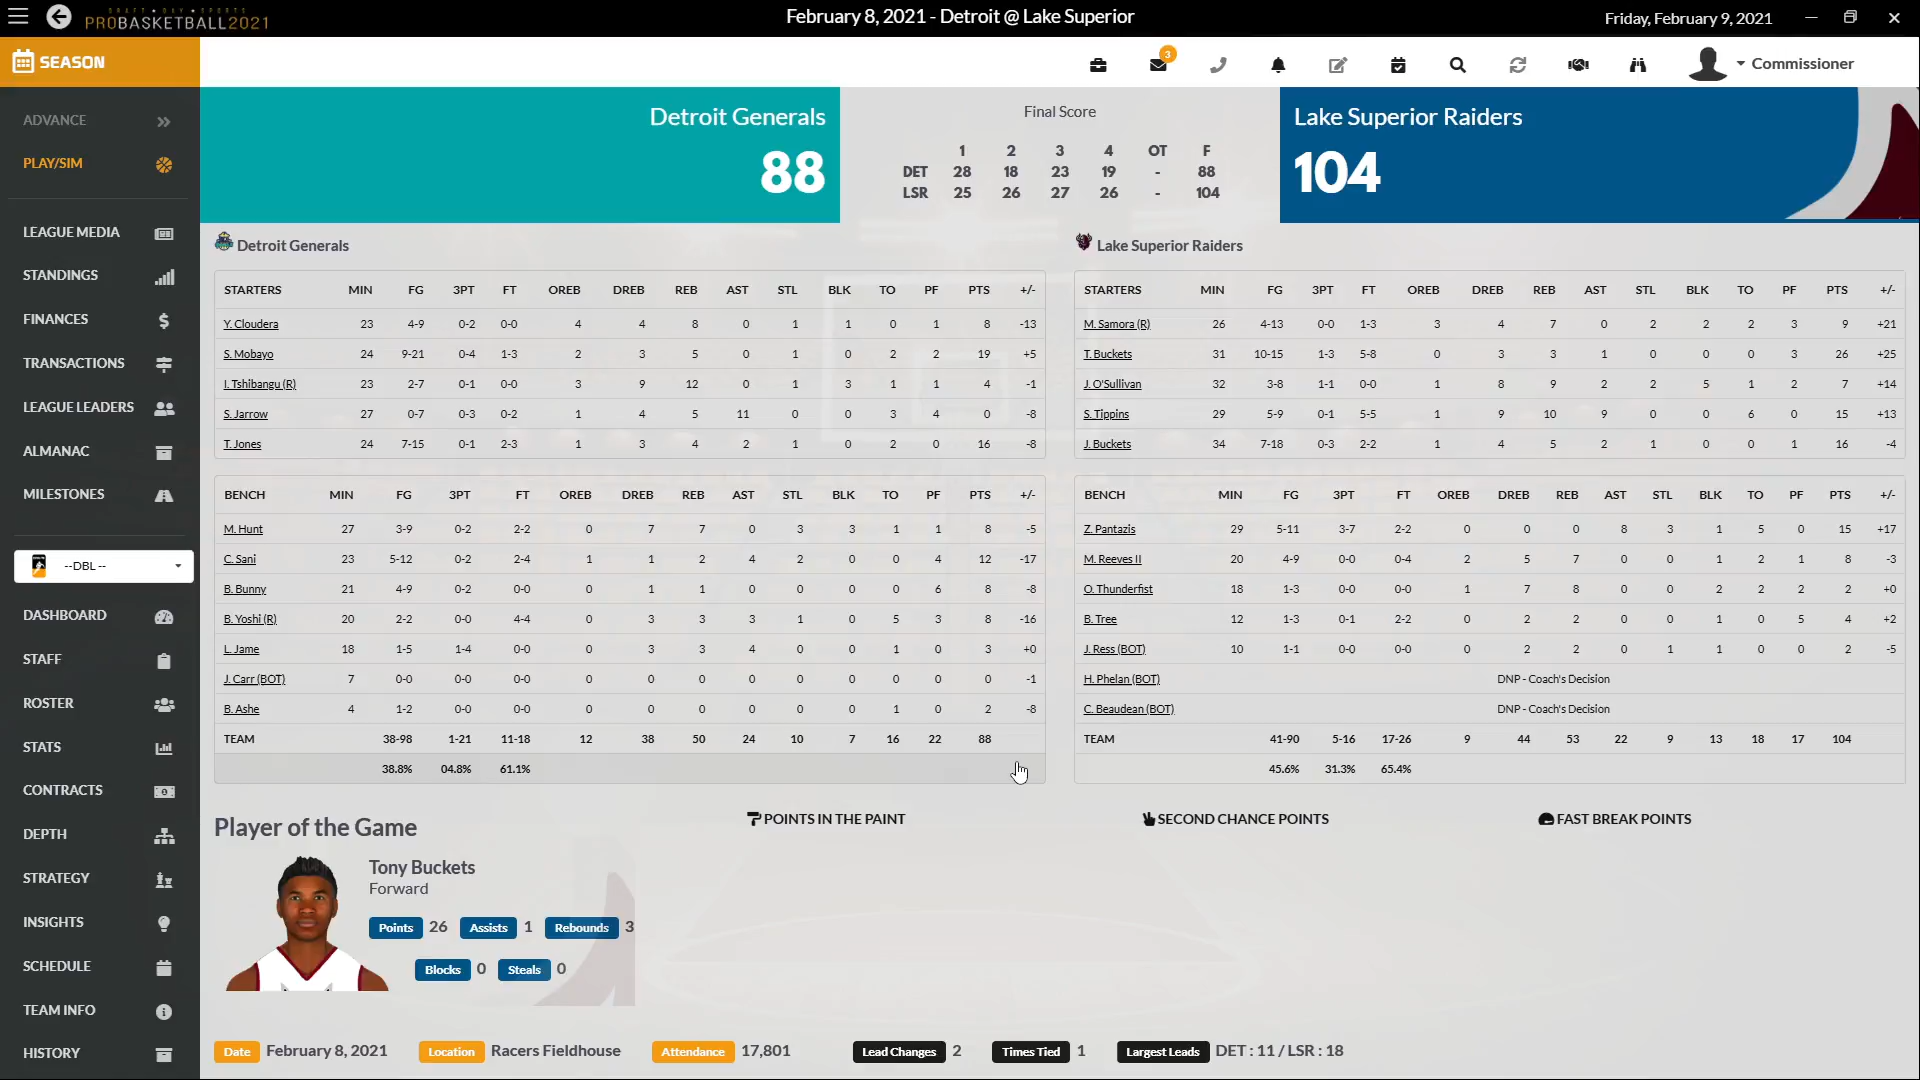 DRAFT • DAY • SPORTS
PROBASKETBALL2021
February 8, 2021 - Detroit @ Lake Superior
Friday, February 9, 2021
SEASON
3
Commissioner
ADVANCE
PLAY/SIM
LEAGUE MEDIA
STANDINGS
FINANCES
TRANSACTIONS
LEAGUE LEADERS
ALMANAC
MILESTONES
--DBL --
DASHBOARD
STAFF
ROSTER
STATS
CONTRACTS
DEPTH
STRATEGY
INSIGHTS
SCHEDULE
TEAM INFO
HISTORY
Detroit Generals
88
Final Score
1 2 3 4 OT F
DET 28 18 23 19 - 88
LSR 25 26 27 26 - 104
Lake Superior Raiders
104
Detroit Generals
STARTERS MIN FG 3PT FT OREB DREB REB AST STL BLK TO PF PTS +/-
Y. Cloudera 23 4-9 0-2 0-0 4 4 8 0 1 1 0 1 8 -13
S. Mobayo 24 9-21 0-4 1-3 2 3 5 0 1 0 2 2 19 +5
I. Tshibangu (R) 23 2-7 0-1 0-0 3 9 12 0 1 3 1 1 4 -1
S. Jarrow 27 0-7 0-3 0-2 1 4 5 11 0 0 3 4 0 -8
T. Jones 24 7-15 0-1 2-3 1 3 4 2 1 0 2 0 16 -8
BENCH MIN FG 3PT FT OREB DREB REB AST STL BLK TO PF PTS +/-
M. Hunt 27 3-9 0-2 2-2 0 7 7 0 3 3 1 1 8 -5
C. Sani 23 5-12 0-2 2-4 1 1 2 4 2 0 0 4 12 -17
B. Bunny 21 4-9 0-2 0-0 0 1 1 0 0 0 0 6 8 -8
B. Yoshi (R) 20 2-2 0-0 4-4 0 3 3 3 1 0 5 3 8 -16
L. Jame 18 1-5 1-4 0-0 0 3 3 4 0 0 1 0 3 +0
J. Carr (BOT) 7 0-0 0-0 0-0 0 0 0 0 0 0 0 0 0 -1
B. Ashe 4 1-2 0-0 0-0 0 0 0 0 0 0 1 0 2 -8
TEAM 38-98 1-21 11-18 12 38 50 24 10 7 16 22 88
38.8% 04.8% 61.1%
Lake Superior Raiders
STARTERS MIN FG 3PT FT OREB DREB REB AST STL BLK TO PF PTS +/-
M. Samora (R) 26 4-13 0-0 1-3 3 4 7 0 2 2 2 3 9 +21
T. Buckets 31 10-15 1-3 5-8 0 3 3 1 0 0 0 3 26 +25
J. O'Sullivan 32 3-8 1-1 0-0 1 8 9 2 2 5 1 2 7 +14
S. Tippins 29 5-9 0-1 5-5 1 9 10 9 0 0 6 0 15 +13
J. Buckets 34 7-18 0-3 2-2 1 4 5 2 1 0 0 1 16 -4
BENCH MIN FG 3PT FT OREB DREB REB AST STL BLK TO PF PTS +/-
Z. Pantazis 29 5-11 3-7 2-2 0 0 0 8 3 1 5 0 15 +17
M. Reeves II 20 4-9 0-0 0-4 2 5 7 0 0 1 2 1 8 -3
O. Thunderfist 18 1-3 0-0 0-0 1 7 8 0 0 2 2 2 2 +0
B. Tree 12 1-3 0-1 2-2 0 2 2 0 0 1 0 5 4 +2
J. Ress (BOT) 10 1-1 0-0 0-0 0 2 2 0 1 1 0 0 2 -5
H. Phelan (BOT) DNP - Coach's Decision
C. Beaudean (BOT) DNP - Coach's Decision
TEAM 41-90 5-16 17-26 9 44 53 22 9 13 18 17 104
45.6% 31.3% 65.4%
Player of the Game
Tony Buckets
Forward
Points 26 Assists 1 Rebounds 3
Blocks 0 Steals 0
POINTS IN THE PAINT
SECOND CHANCE POINTS
FAST BREAK POINTS
Date February 8, 2021 Location Racers Fieldhouse Attendance 17,801 Lead Changes 2 Times Tied 1 Largest Leads DET : 11 / LSR : 18